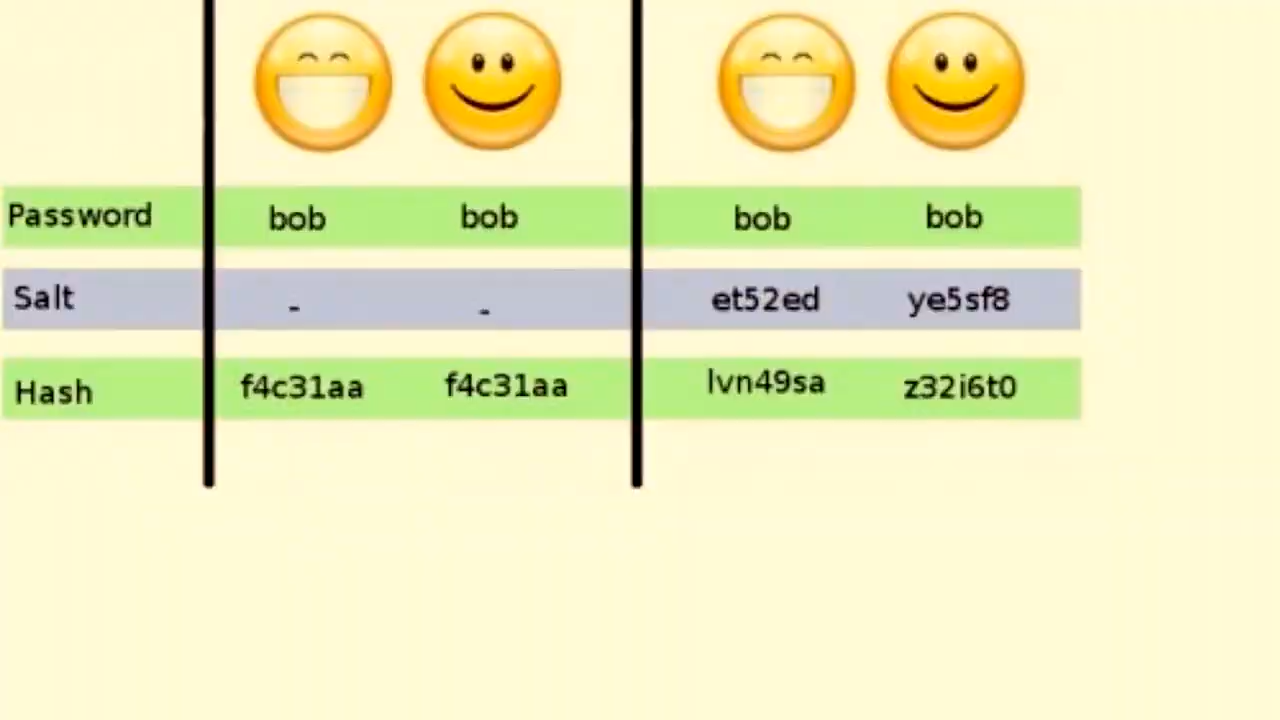 Password bob bob bob bob
Salt - - et52ed ye5sf8
Hash f4c31aa f4c31aa lvn49sa z32i6t0